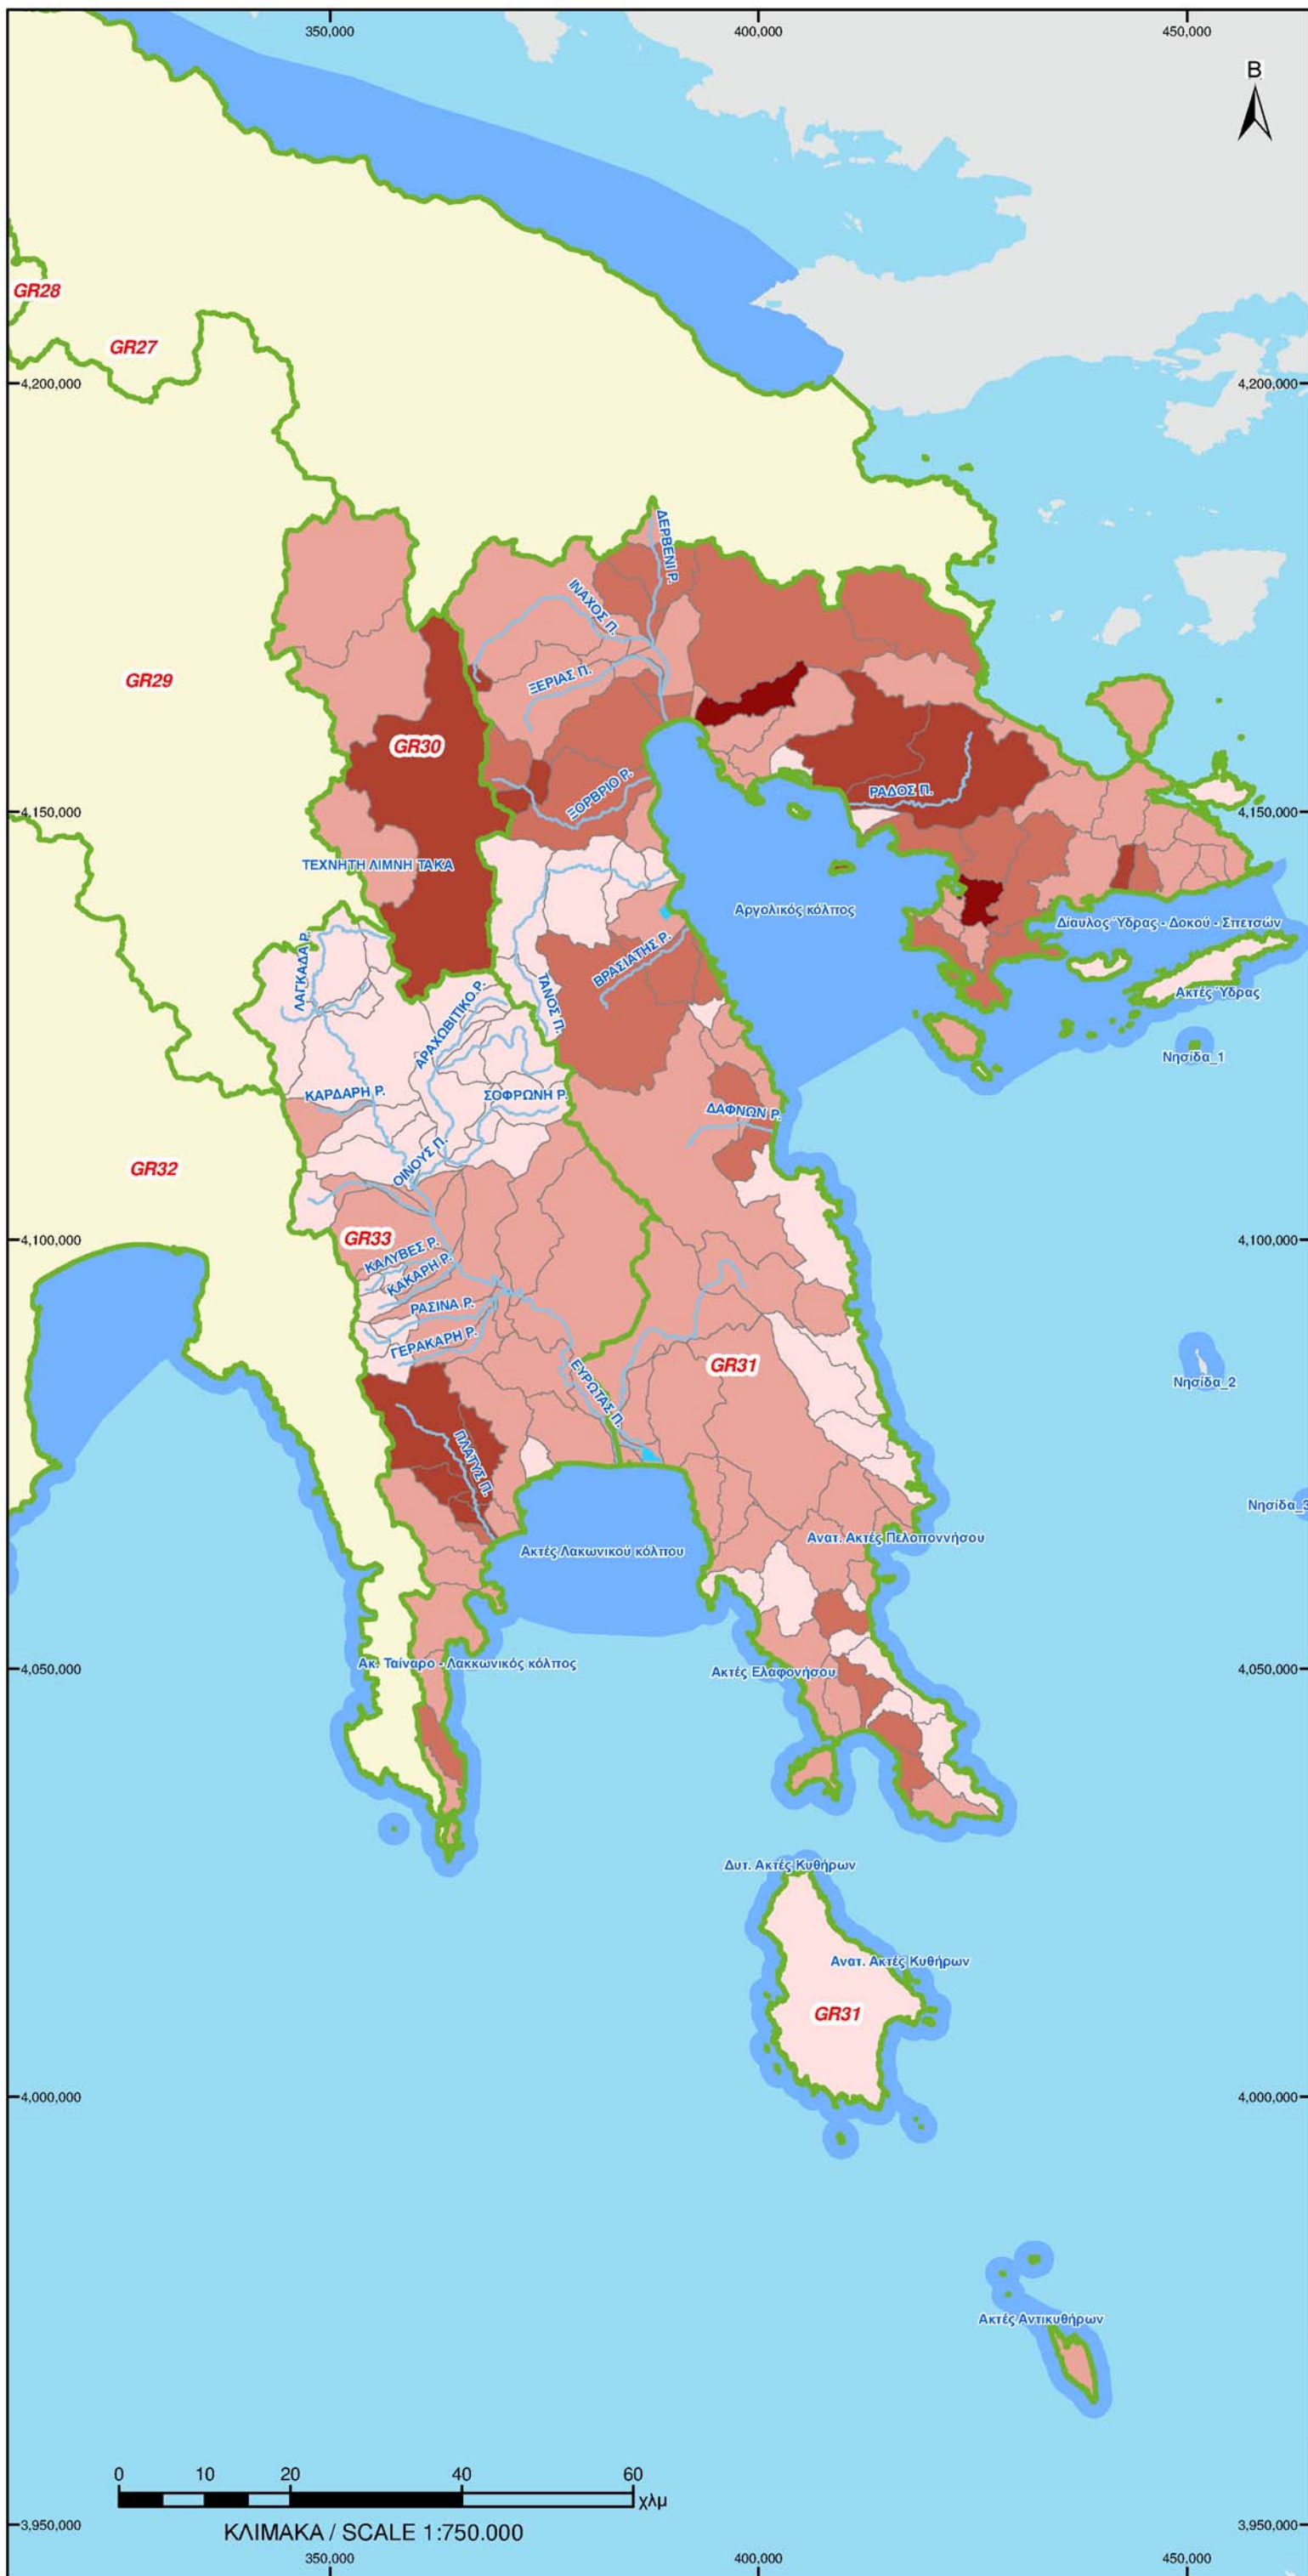 350,000
400,000
450,000
Β
GR28
GR27
4,200,000
4,200,000
ΔΕΡΒΕΝΙ Ρ.
ΙΝΑΧΟΣ Π.
ΞΕΡΙΑΣ Π.
GR29
GR30
ΞΟΡΒΡΙΟ Ρ.
ΡΑΔΟΣ Π.
4,150,000
4,150,000
ΤΕΧΝΗΤΗ ΛΙΜΝΗ ΤΑΚΑ
Αργολικός κόλπος
Δίαυλος Ύδρας - Δοκού - Σπετσών
ΛΑΓΚΑΔΑ Ρ.
ΒΡΑΣΙΑΤΗΣ Ρ.
ΤΑΝΟΣ Π.
Ακτές Ύδρας
ΑΡΑΧΩΒΙΤΙΚΟ Ρ.
Νησίδα_1
ΚΑΡΔΑΡΗ Ρ.
ΣΟΦΡΩΝΗ Ρ.
ΔΑΦΝΩΝ Ρ.
ΟΙΝΟΥΣ Π.
GR32
GR33
4,100,000
4,100,000
ΚΑΛΥΒΕΣ Ρ.
ΚΑΚΑΡΗ Ρ.
ΡΑΣΙΝΑ Ρ.
ΓΕΡΑΚΑΡΗ Ρ.
ΕΥΡΩΤΑΣ Π.
GR31
Νησίδα_2
ΠΛΑΤΥΣ Π.
Νησίδα_3
Ανατ. Ακτές Πελοποννήσου
Ακτές Λακωνικού κόλπου
Ακ. Ταίναρο - Λακκωνικός κόλπος
Ακτές Ελαφονήσου
4,050,000
4,050,000
Δυτ. Ακτές Κυθήρων
Ανατ. Ακτές Κυθήρων
GR31
4,000,000
4,000,000
Ακτές Αντικυθήρων
0 10 20 40 60
χλμ
ΚΛΙΜΑΚΑ / SCALE 1:750.000
3,950,000
3,950,000
350,000
400,000
450,000